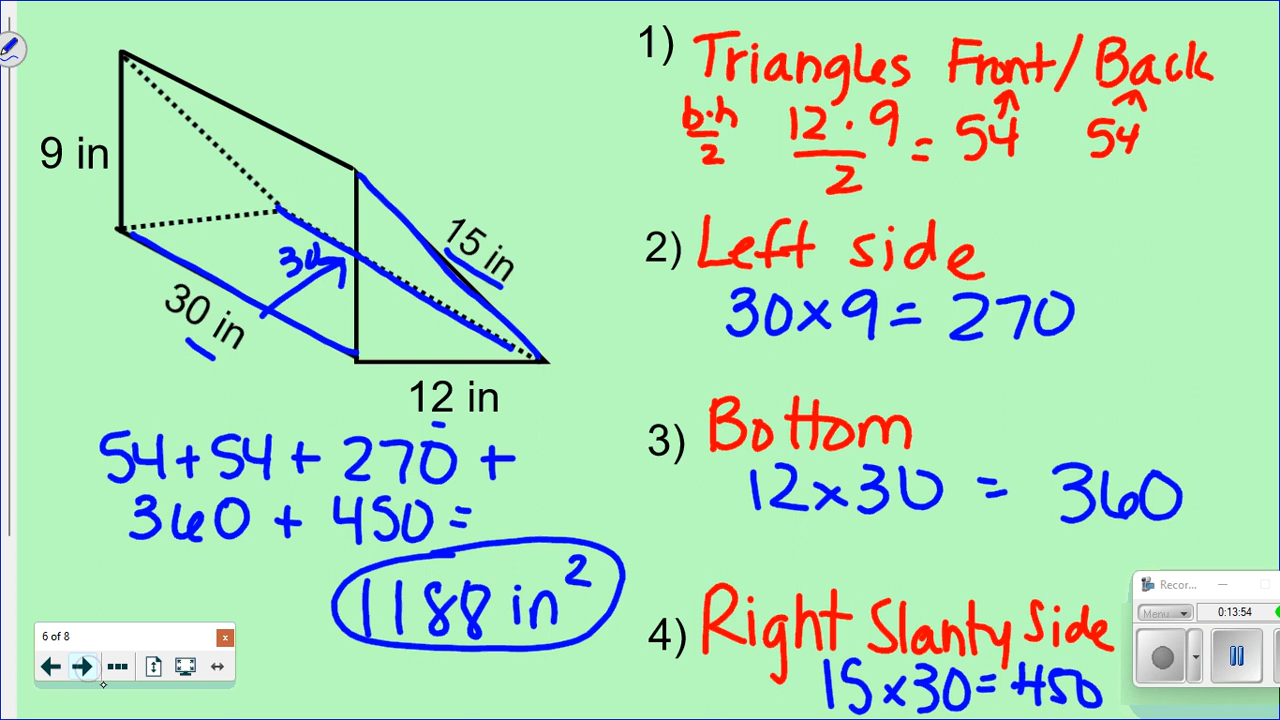 9 in
30 in
30
15 in
12 in
54 + 54 + 270 +
360 + 450 =
1188 in²
1) Triangles Front/Back
b·h/2 12·9/2 = 54 54
2) Left side
30 x 9 = 270
3) Bottom
12 x 30 = 360
4) Right Slanty Side
15 x 30 = 450
6 of 8
x
Recor...
Menu
0:13:54